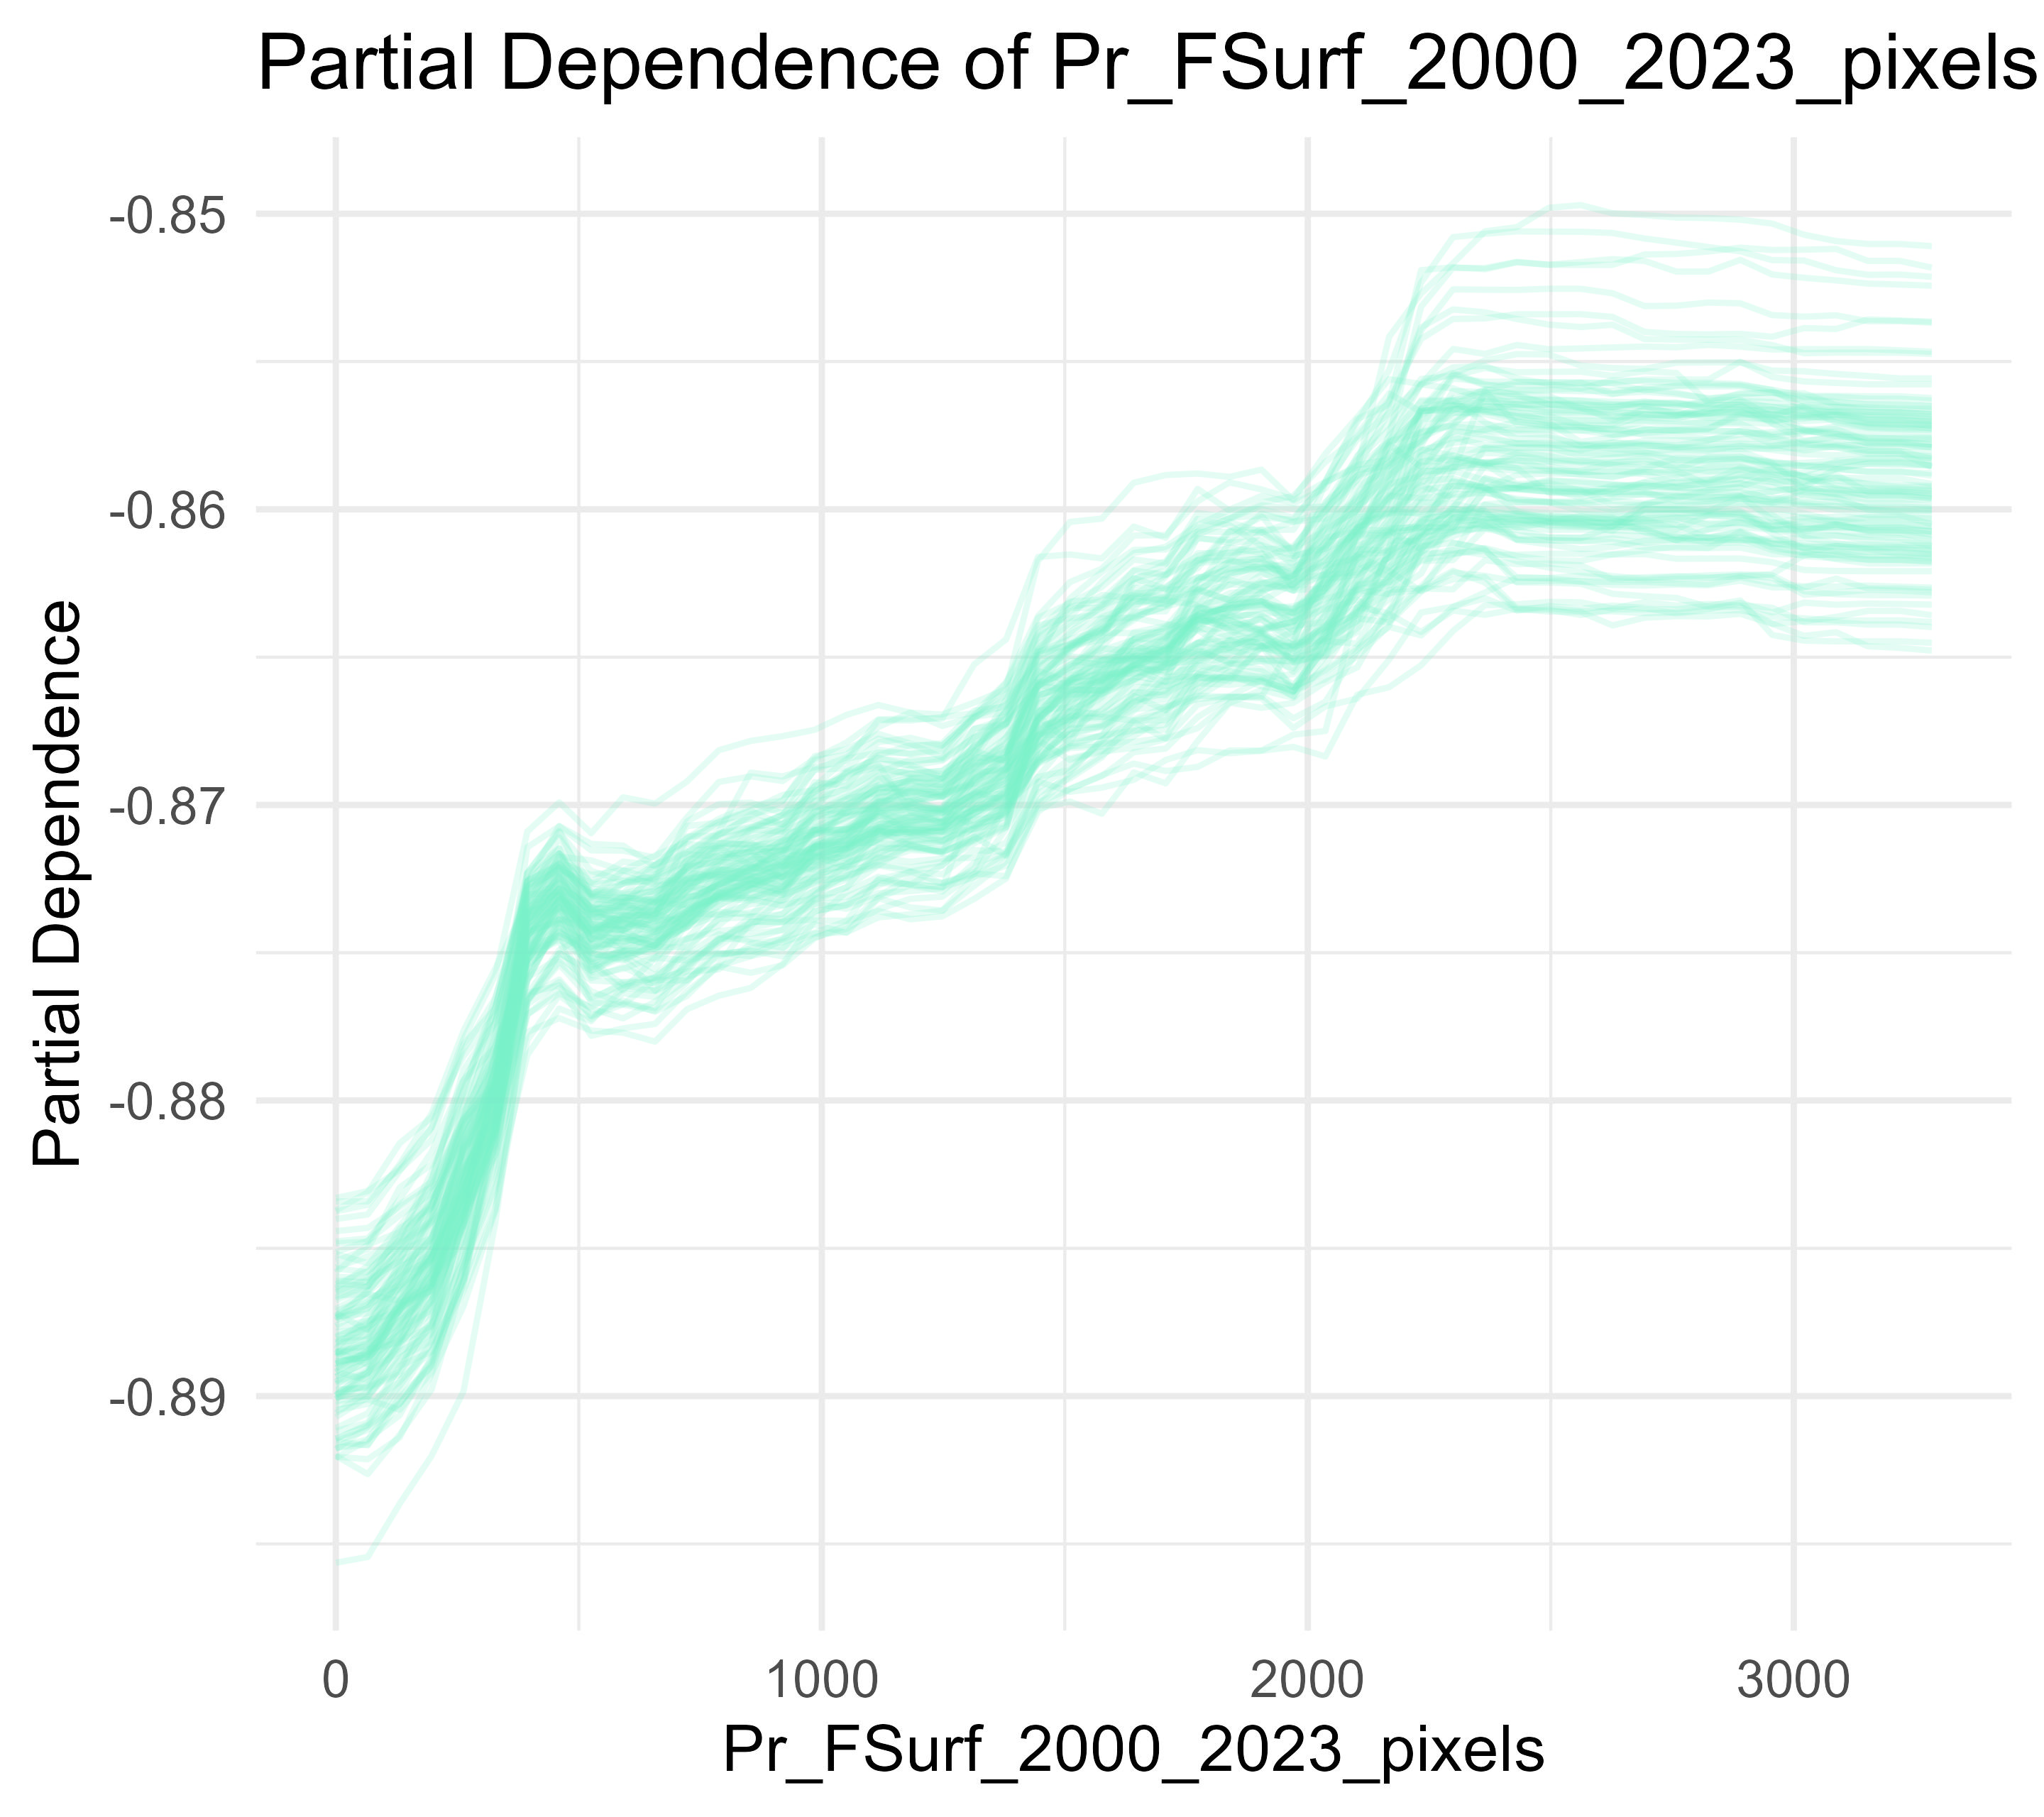 Partial Dependence of Pr_FSurf_2000_2023_pixels
Partial Dependence
-0.85
-0.86
-0.87
-0.88
-0.89
0 1000 2000 3000
Pr_FSurf_2000_2023_pixels